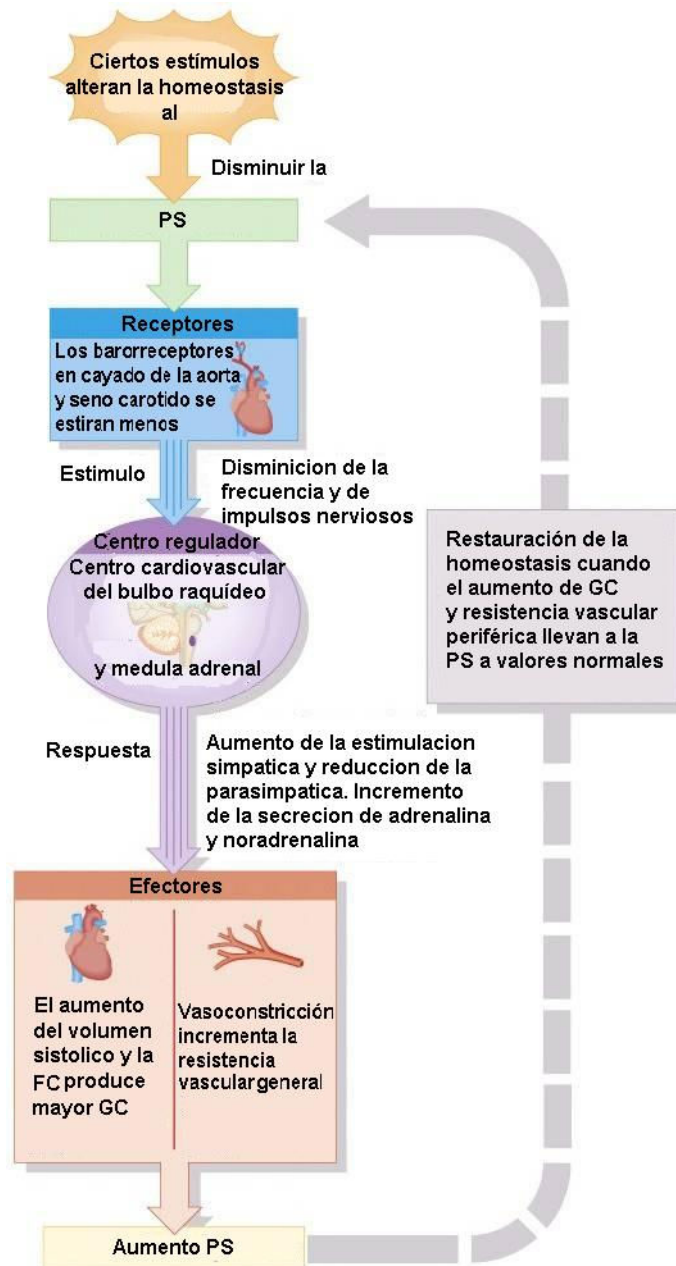 Ciertos estímulos
alteran la homeostasis
al
Disminuir la
PS
Receptores
Los barorreceptores
en cayado de la aorta
y seno carotido se
estiran menos
Estimulo
Disminicion de la
frecuencia y de
impulsos nerviosos
Centro regulador
Centro cardiovascular
del bulbo raquídeo
y medula adrenal
Respuesta
Aumento de la estimulacion
simpatica y reduccion de la
parasimpatica. Incremento
de la secrecion de adrenalina
y noradrenalina
Efectores
El aumento
del volumen
sistolico y la
FC produce
mayor GC
Vasoconstricción
incrementa la
resistencia
vascular general
Aumento PS
Restauración de la
homeostasis cuando
el aumento de GC
y resistencia vascular
periférica llevan a la
PS a valores normales